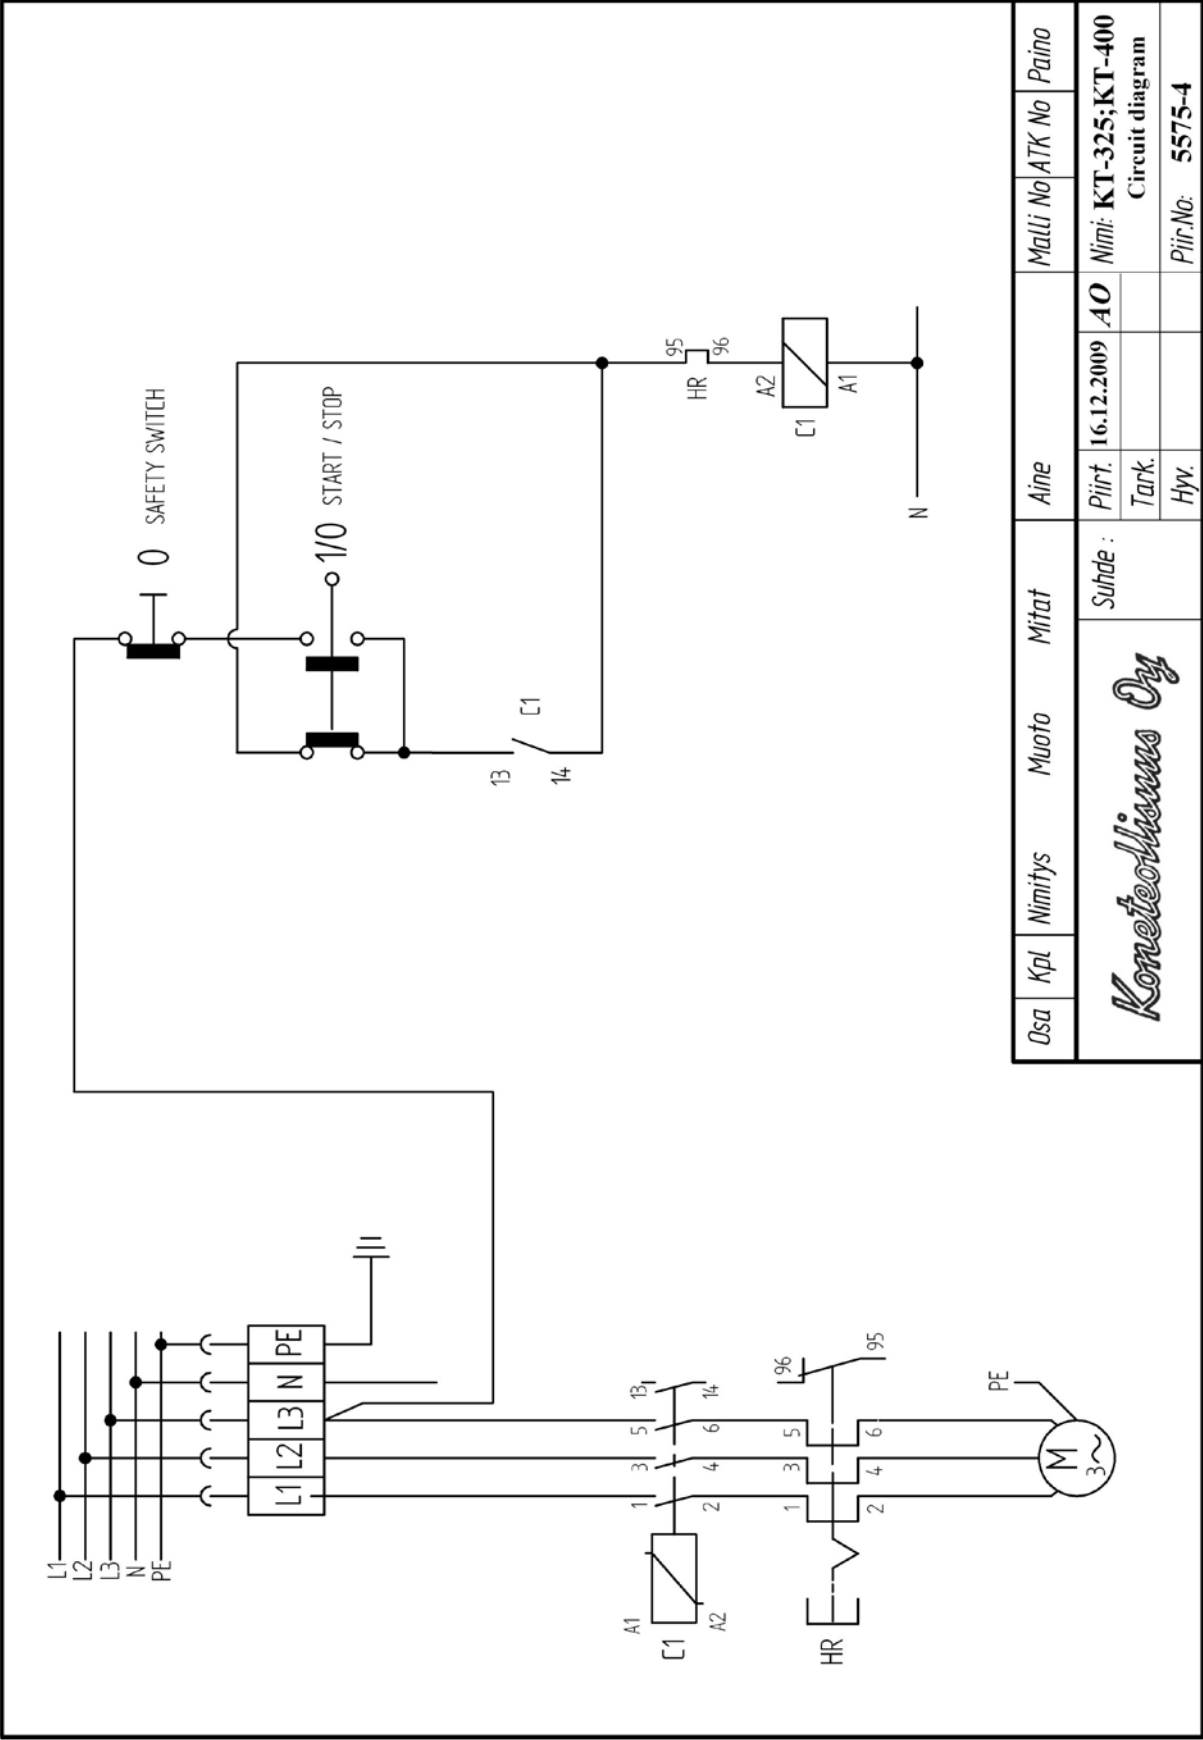 L1
L2
L3
N
PE
L1 L2 L3 N PE
0 SAFETY SWITCH
1/0 START / STOP
13
14
C1
95
96
HR
A2
A1
C1
N
A1
A2
C1
1 3 5 13
2 4 6 14
HR
1 3 5 96
2 4 6 95
PE
M
3~
Osa Kpl Nimitys Muoto Mitat Aine Malli No ATK No Paino
Koneteollisuus Oy
Suhde :
Piirt. 16.12.2009 AO
Tark.
Hyv.
Nimi: KT-325;KT-400
Circuit diagram
Piir.No: 5575-4